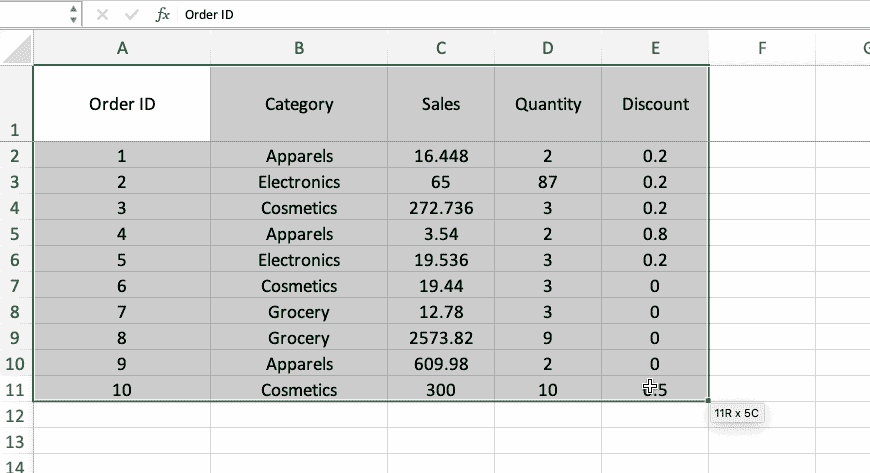 fx Order ID
A B C D E F
1 Order ID Category Sales Quantity Discount
2 1 Apparels 16.448 2 0.2
3 2 Electronics 65 87 0.2
4 3 Cosmetics 272.736 3 0.2
5 4 Apparels 3.54 2 0.8
6 5 Electronics 19.536 3 0.2
7 6 Cosmetics 19.44 3 0
8 7 Grocery 12.78 3 0
9 8 Grocery 2573.82 9 0
10 9 Apparels 609.98 2 0
11 10 Cosmetics 300 10
12 11R x 5C
13
14